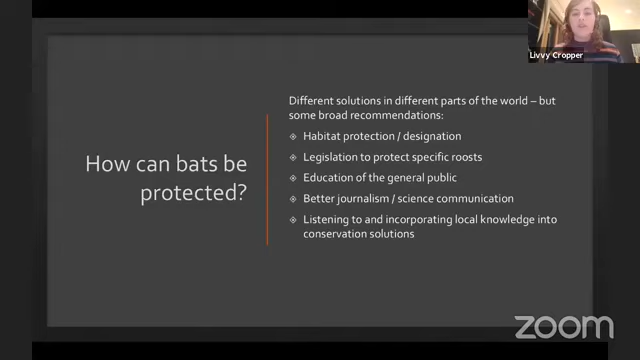 Livvy Cropper
Different solutions in different parts of the world – but
some broad recommendations:
Habitat protection / designation
Legislation to protect specific roosts
Education of the general public
Better journalism / science communication
Listening to and incorporating local knowledge into
conservation solutions
How can bats be
protected?
zoom